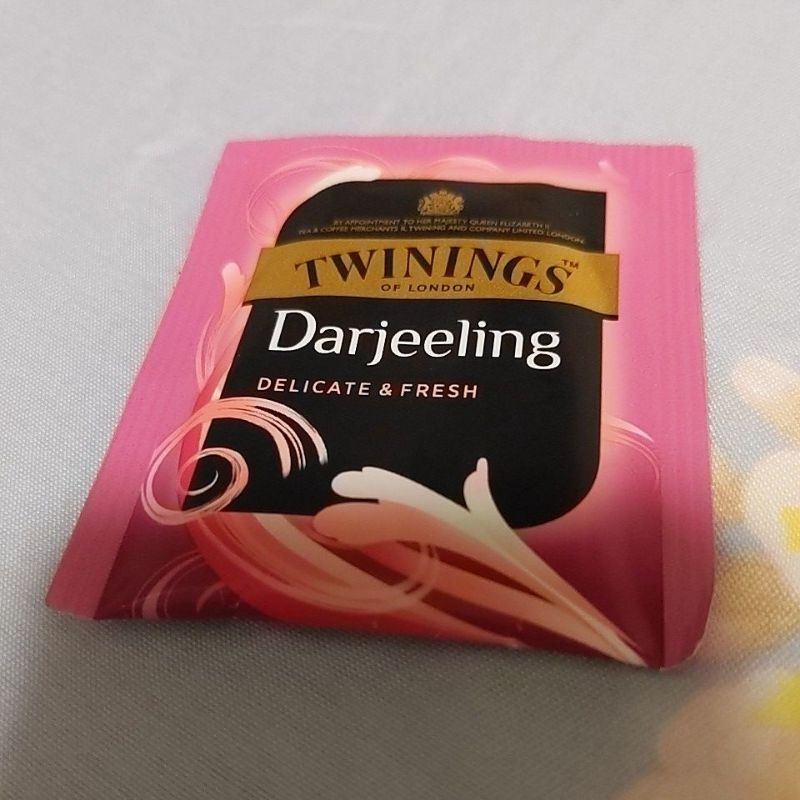 BY APPOINTMENT TO HER MAJESTY QUEEN ELIZABETH II
TEA & COFFEE MERCHANTS R. TWINING AND COMPANY LIMITED LONDON
TWININGS™
OF LONDON
Darjeeling
DELICATE & FRESH